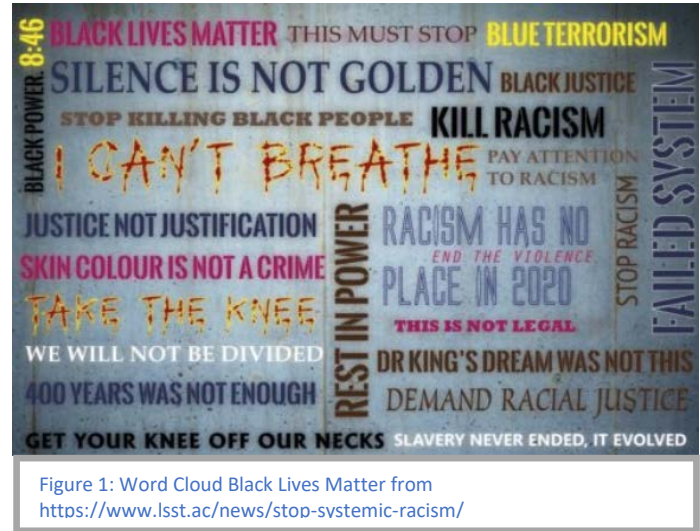 BLACK POWER. 8:46
BLACK LIVES MATTER THIS MUST STOP BLUE TERRORISM
SILENCE IS NOT GOLDEN BLACK JUSTICE
STOP KILLING BLACK PEOPLE KILL RACISM
I CAN'T BREATHE PAY ATTENTION
TO RACISM
FAILED SYSTEM
STOP RACISM
JUSTICE NOT JUSTIFICATION
SKIN COLOUR IS NOT A CRIME
TAKE THE KNEE
WE WILL NOT BE DIVIDED
400 YEARS WAS NOT ENOUGH
REST IN POWER
RACISM HAS NO
END THE VIOLENCE.
PLACE IN 2020
THIS IS NOT LEGAL
DR KING'S DREAM WAS NOT THIS
DEMAND RACIAL JUSTICE
GET YOUR KNEE OFF OUR NECKS SLAVERY NEVER ENDED, IT EVOLVED
Figure 1: Word Cloud Black Lives Matter from
https://www.lsst.ac/news/stop-systemic-racism/